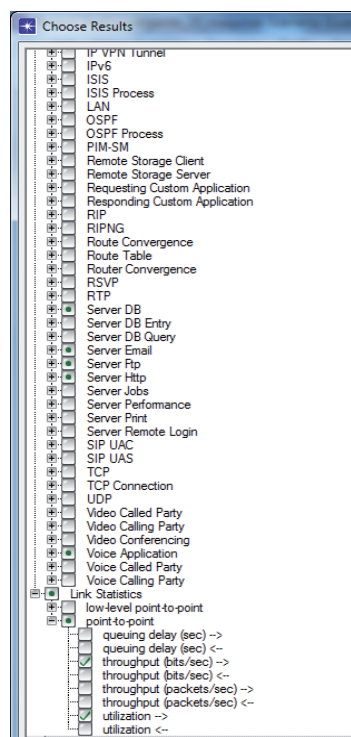 Choose Results
IP VPN Tunnel
IPv6
ISIS
ISIS Process
LAN
OSPF
OSPF Process
PIM-SM
Remote Storage Client
Remote Storage Server
Requesting Custom Application
Responding Custom Application
RIP
RIPNG
Route Convergence
Route Table
Router Convergence
RSVP
RTP
Server DB
Server DB Entry
Server DB Query
Server Email
Server Ftp
Server Http
Server Jobs
Server Performance
Server Print
Server Remote Login
SIP UAC
SIP UAS
TCP
TCP Connection
UDP
Video Called Party
Video Calling Party
Video Conferencing
Voice Application
Voice Called Party
Voice Calling Party
Link Statistics
low-level point-to-point
point-to-point
queuing delay (sec) -->
queuing delay (sec) <--
throughput (bits/sec) -->
throughput (bits/sec) <--
throughput (packets/sec) -->
throughput (packets/sec) <--
utilization -->
utilization <--